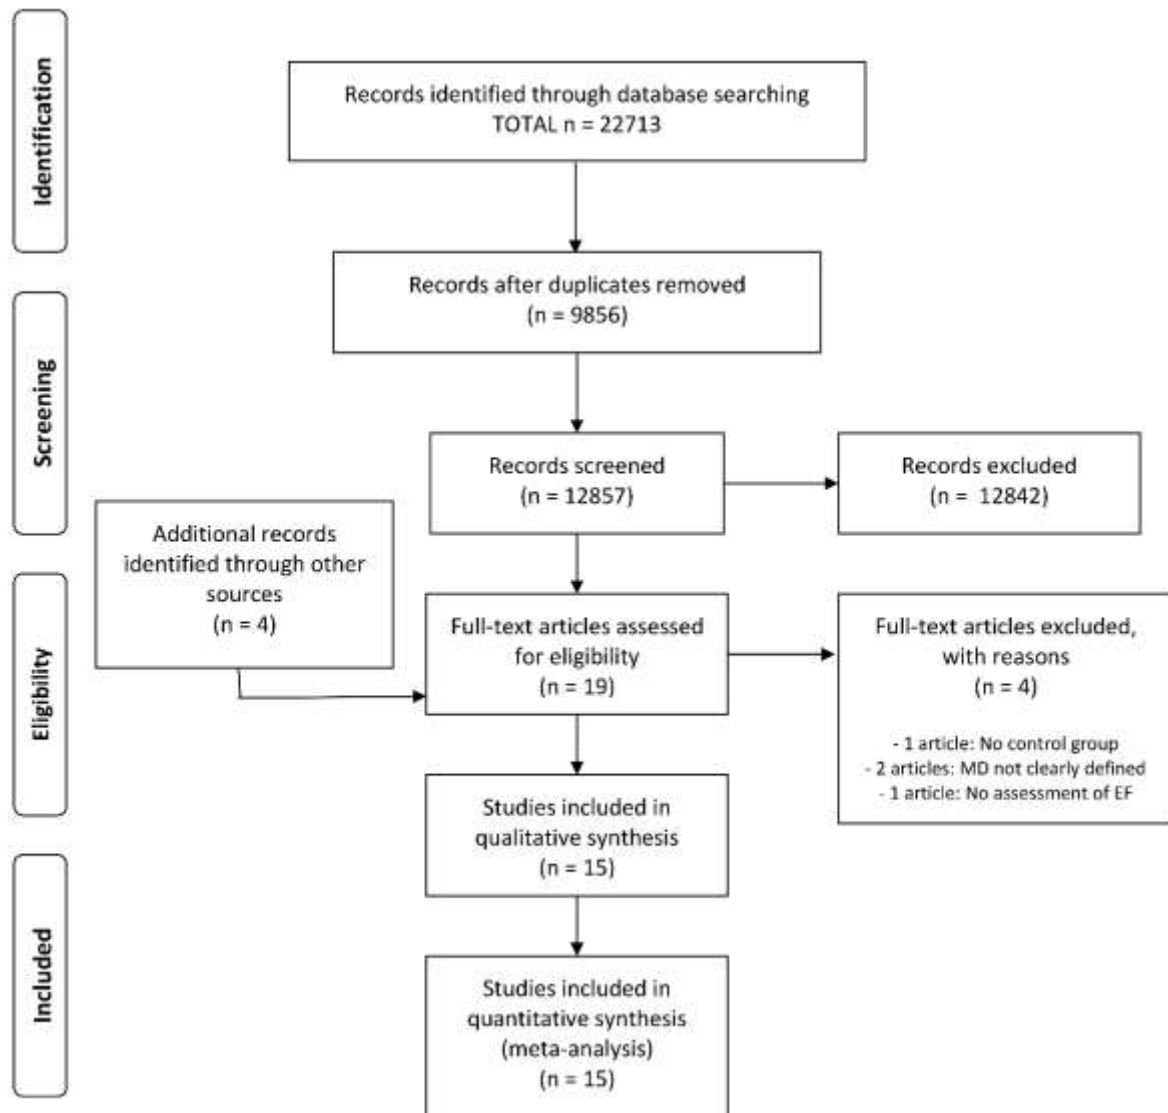 Identification
Records identified through database searching
TOTAL n = 22713
Records after duplicates removed
(n = 9856)
Screening
Records screened
(n = 12857)
Records excluded
(n = 12842)
Additional records
identified through other
sources
(n = 4)
Eligibility
Full-text articles assessed
for eligibility
(n = 19)
Full-text articles excluded,
with reasons
(n = 4)
- 1 article: No control group
- 2 articles: MD not clearly defined
- 1 article: No assessment of EF
Studies included in
qualitative synthesis
(n = 15)
Included
Studies included in
quantitative synthesis
(meta-analysis)
(n = 15)